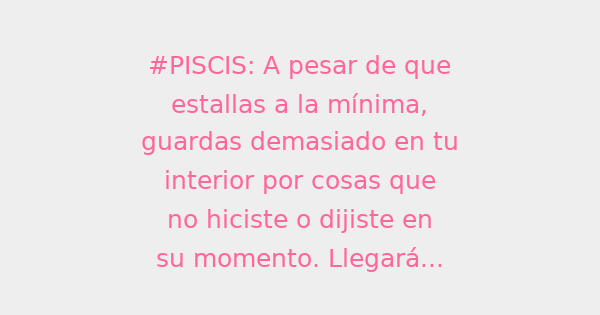 #PISCIS: A pesar de que
estallas a la mínima,
guardas demasiado en tu
interior por cosas que
no hiciste o dijiste en
su momento. Llegará...